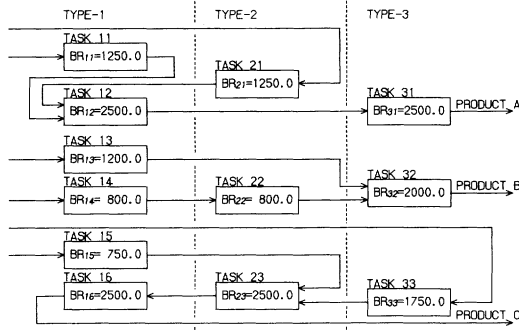 TYPE-1 TYPE-2 TYPE-3
TASK 11
BR11=1250.0
TASK 21
BR21=1250.0
TASK 12
BR12=2500.0
TASK 31
BR31=2500.0
PRODUCT A
TASK 13
BR13=1200.0
TASK 32
BR32=2000.0
PRODUCT B
TASK 14
BR14= 800.0
TASK 22
BR22= 800.0
TASK 15
BR15= 750.0
TASK 16
BR16=2500.0
TASK 23
BR23=2500.0
TASK 33
BR33=1750.0
PRODUCT C